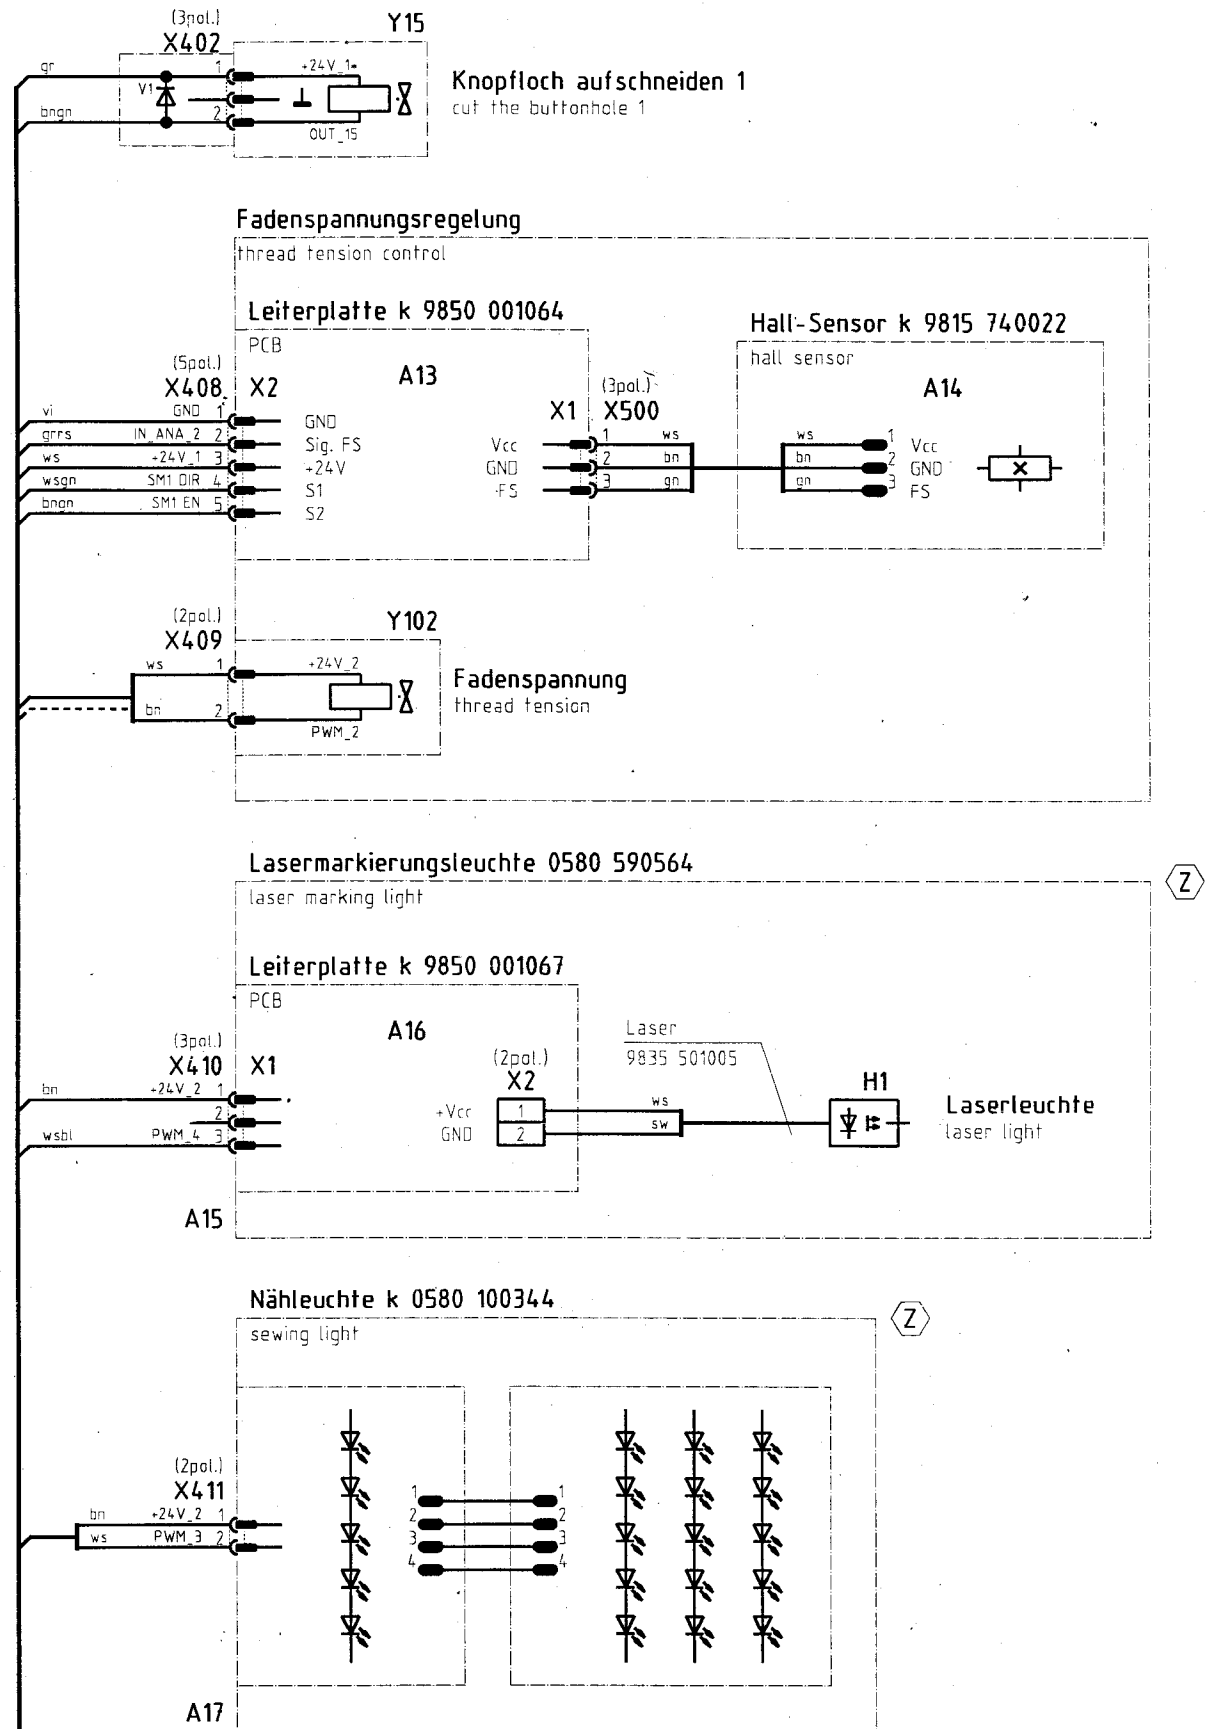 (3pol.)
X402
Y15
gr
1
+24V_1
V1
bngn
2
OUT_15
Knopfloch aufschneiden 1
cut the buttonhole 1
Fadenspannungsregelung
thread tension control
Leiterplatte k 9850 001064
PCB
A13
Hall-Sensor k 9815 740022
hall sensor
A14
(5pol.)
X408 X2
(3pol.)
X1 X500
vi GND 1 GND
grrs IN_ANA_2 2 Sig. FS
ws +24V_1 3 +24V
wsgn SM1 DIR 4 S1
bngn SM1 EN 5 S2
Vcc 1 ws ws 1 Vcc
GND 2 bn bn 2 GND
FS 3 gn gn 3 FS
(2pol.)
X409
Y102
ws 1 +24V_2
bn 2 PWM_2
Fadenspannung
thread tension
Lasermarkierungsleuchte 0580 590564
laser marking light
Z
Leiterplatte k 9850 001067
PCB
A16
(3pol.)
X410 X1
bn +24V_2 1
2
wsbl PWM_4 3
(2pol.)
X2
+Vcc 1 ws
GND 2 sw
Laser
9835 501005
H1
Laserleuchte
laser light
A15
Nähleuchte k 0580 100344
sewing light
Z
(2pol.)
X411
bn +24V_2 1
ws PWM_3 2
1 1
2 2
3 3
4 4
A17